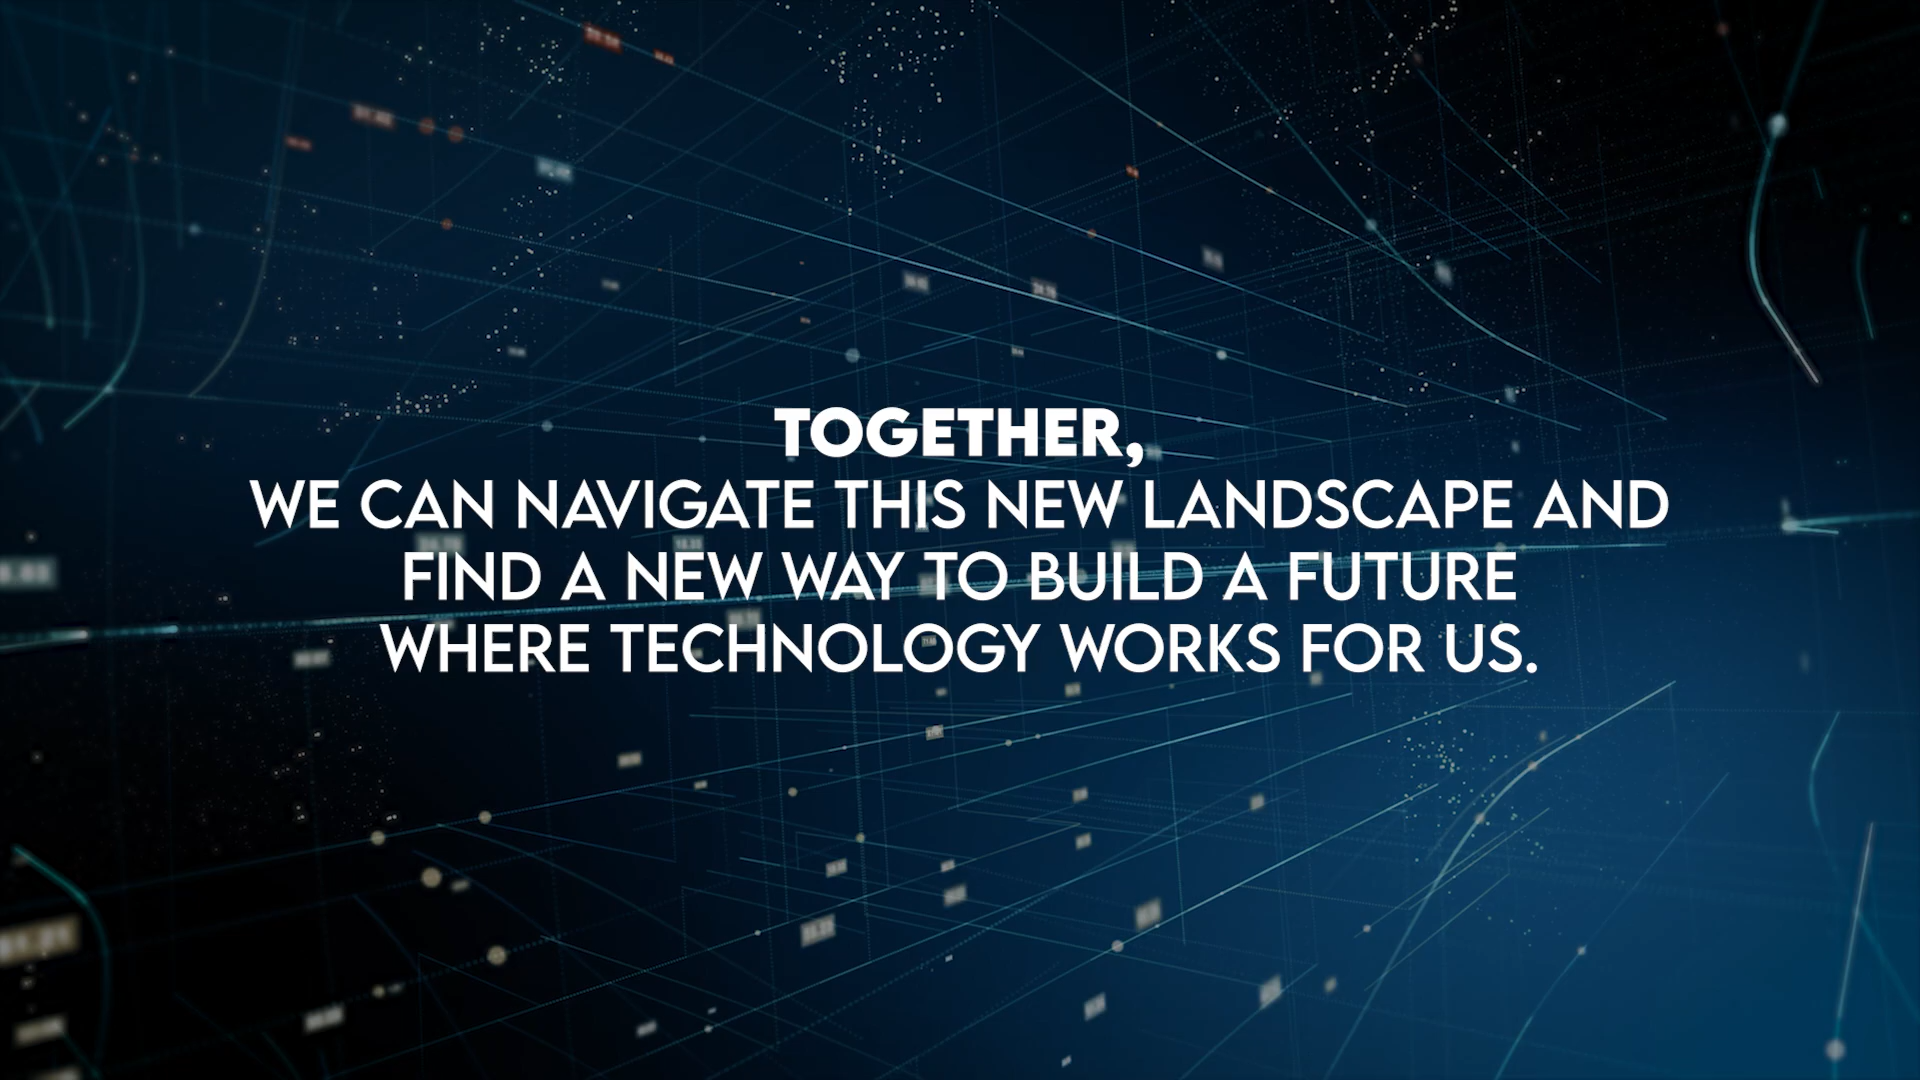 TOGETHER,
WE CAN NAVIGATE THIS NEW LANDSCAPE AND
FIND A NEW WAY TO BUILD A FUTURE
WHERE TECHNOLOGY WORKS FOR US.